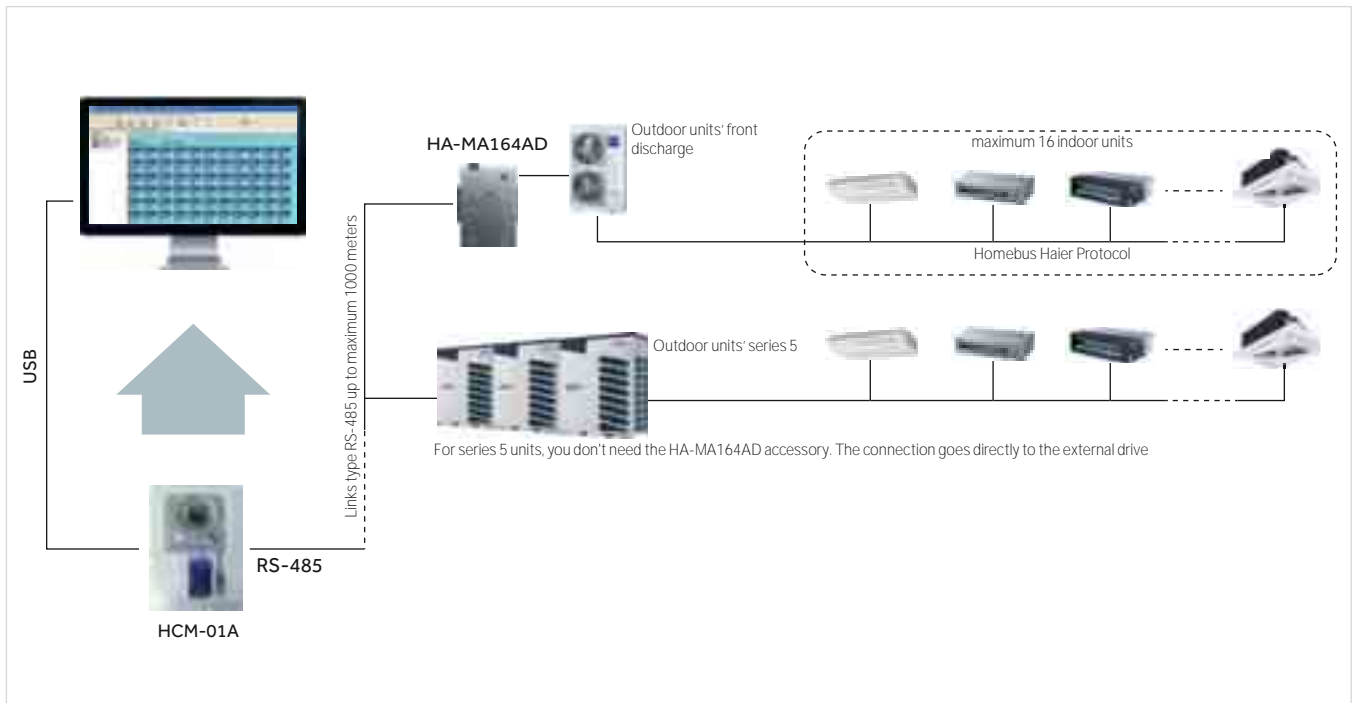 HA-MA164AD
Outdoor units' front
discharge
maximum 16 indoor units
Homebus Haier Protocol
USB
Links type RS-485 up to maximum 1000 meters
Outdoor units' series 5
For series 5 units, you don't need the HA-MA164AD accessory. The connection goes directly to the external drive
RS-485
HCM-01A